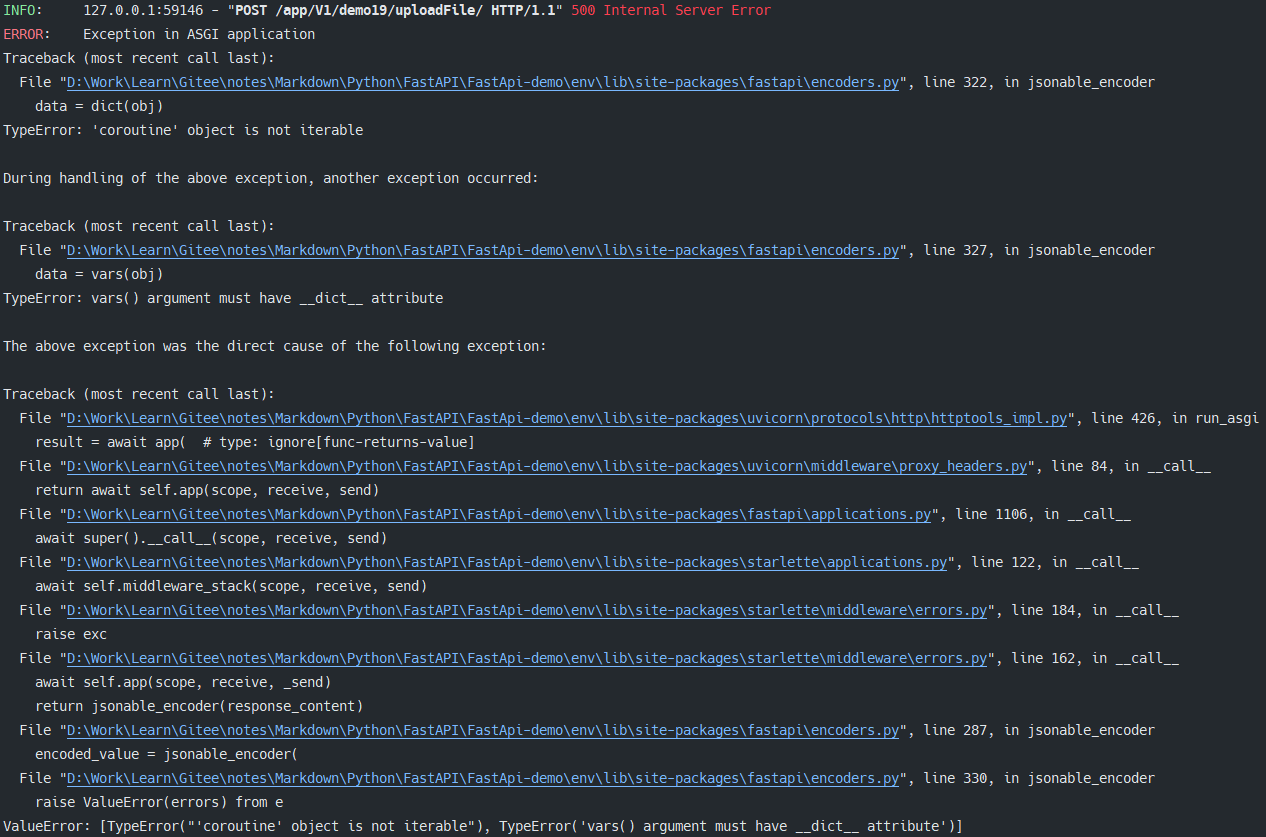 INFO:     127.0.0.1:59146 - "POST /app/V1/demo19/uploadFile/ HTTP/1.1" 500 Internal Server Error
ERROR:    Exception in ASGI application
Traceback (most recent call last):
  File "D:\Work\Learn\Gitee\notes\Markdown\Python\FastAPI\FastApi-demo\env\lib\site-packages\fastapi\encoders.py", line 322, in jsonable_encoder
    data = dict(obj)
TypeError: 'coroutine' object is not iterable

During handling of the above exception, another exception occurred:

Traceback (most recent call last):
  File "D:\Work\Learn\Gitee\notes\Markdown\Python\FastAPI\FastApi-demo\env\lib\site-packages\fastapi\encoders.py", line 327, in jsonable_encoder
    data = vars(obj)
TypeError: vars() argument must have __dict__ attribute

The above exception was the direct cause of the following exception:

Traceback (most recent call last):
  File "D:\Work\Learn\Gitee\notes\Markdown\Python\FastAPI\FastApi-demo\env\lib\site-packages\uvicorn\protocols\http\httptools_impl.py", line 426, in run_asgi
    result = await app(  # type: ignore[func-returns-value]
  File "D:\Work\Learn\Gitee\notes\Markdown\Python\FastAPI\FastApi-demo\env\lib\site-packages\uvicorn\middleware\proxy_headers.py", line 84, in __call__
    return await self.app(scope, receive, send)
  File "D:\Work\Learn\Gitee\notes\Markdown\Python\FastAPI\FastApi-demo\env\lib\site-packages\fastapi\applications.py", line 1106, in __call__
    await super().__call__(scope, receive, send)
  File "D:\Work\Learn\Gitee\notes\Markdown\Python\FastAPI\FastApi-demo\env\lib\site-packages\starlette\applications.py", line 122, in __call__
    await self.middleware_stack(scope, receive, send)
  File "D:\Work\Learn\Gitee\notes\Markdown\Python\FastAPI\FastApi-demo\env\lib\site-packages\starlette\middleware\errors.py", line 184, in __call__
    raise exc
  File "D:\Work\Learn\Gitee\notes\Markdown\Python\FastAPI\FastApi-demo\env\lib\site-packages\starlette\middleware\errors.py", line 162, in __call__
    await self.app(scope, receive, _send)
    return jsonable_encoder(response_content)
  File "D:\Work\Learn\Gitee\notes\Markdown\Python\FastAPI\FastApi-demo\env\lib\site-packages\fastapi\encoders.py", line 287, in jsonable_encoder
    encoded_value = jsonable_encoder(
  File "D:\Work\Learn\Gitee\notes\Markdown\Python\FastAPI\FastApi-demo\env\lib\site-packages\fastapi\encoders.py", line 330, in jsonable_encoder
    raise ValueError(errors) from e
ValueError: [TypeError("'coroutine' object is not iterable"), TypeError('vars() argument must have __dict__ attribute')]